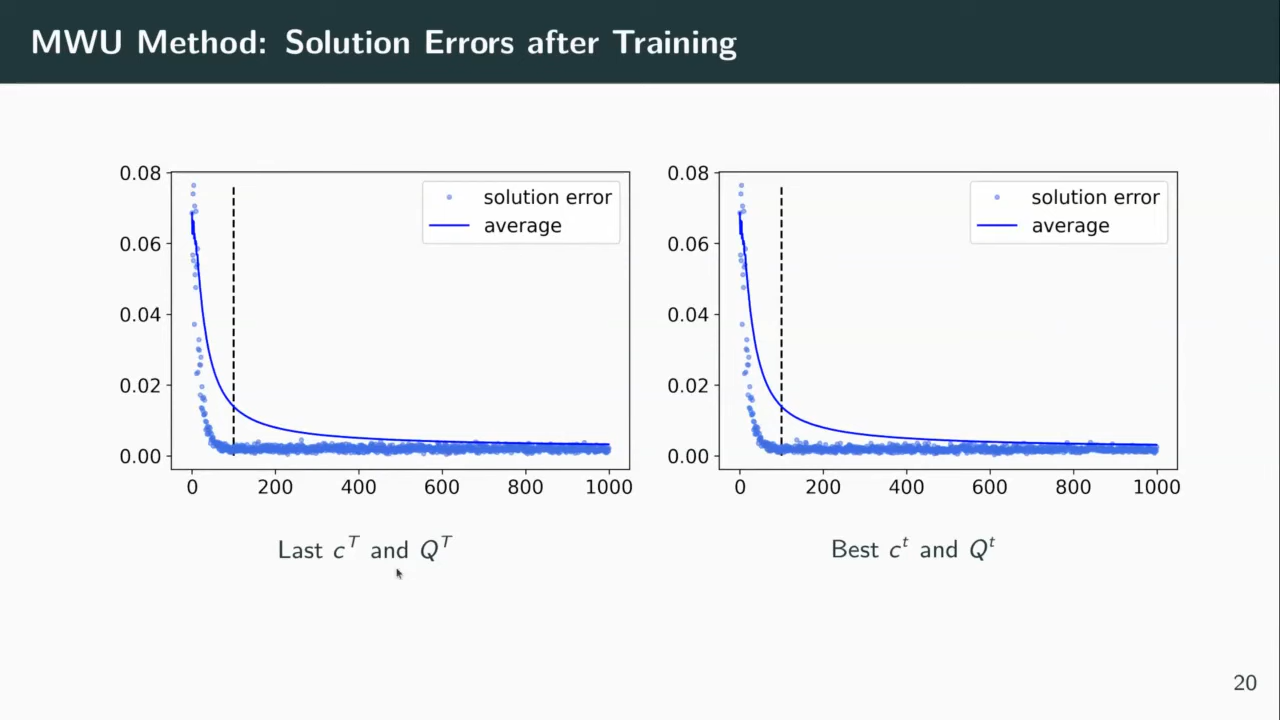 MWU Method: Solution Errors after Training
0.08
0.06
0.04
0.02
0.00
0 200 400 600 800 1000
solution error
average
Last c^T and Q^T
0.08
0.06
0.04
0.02
0.00
0 200 400 600 800 1000
solution error
average
Best c^t and Q^t
20